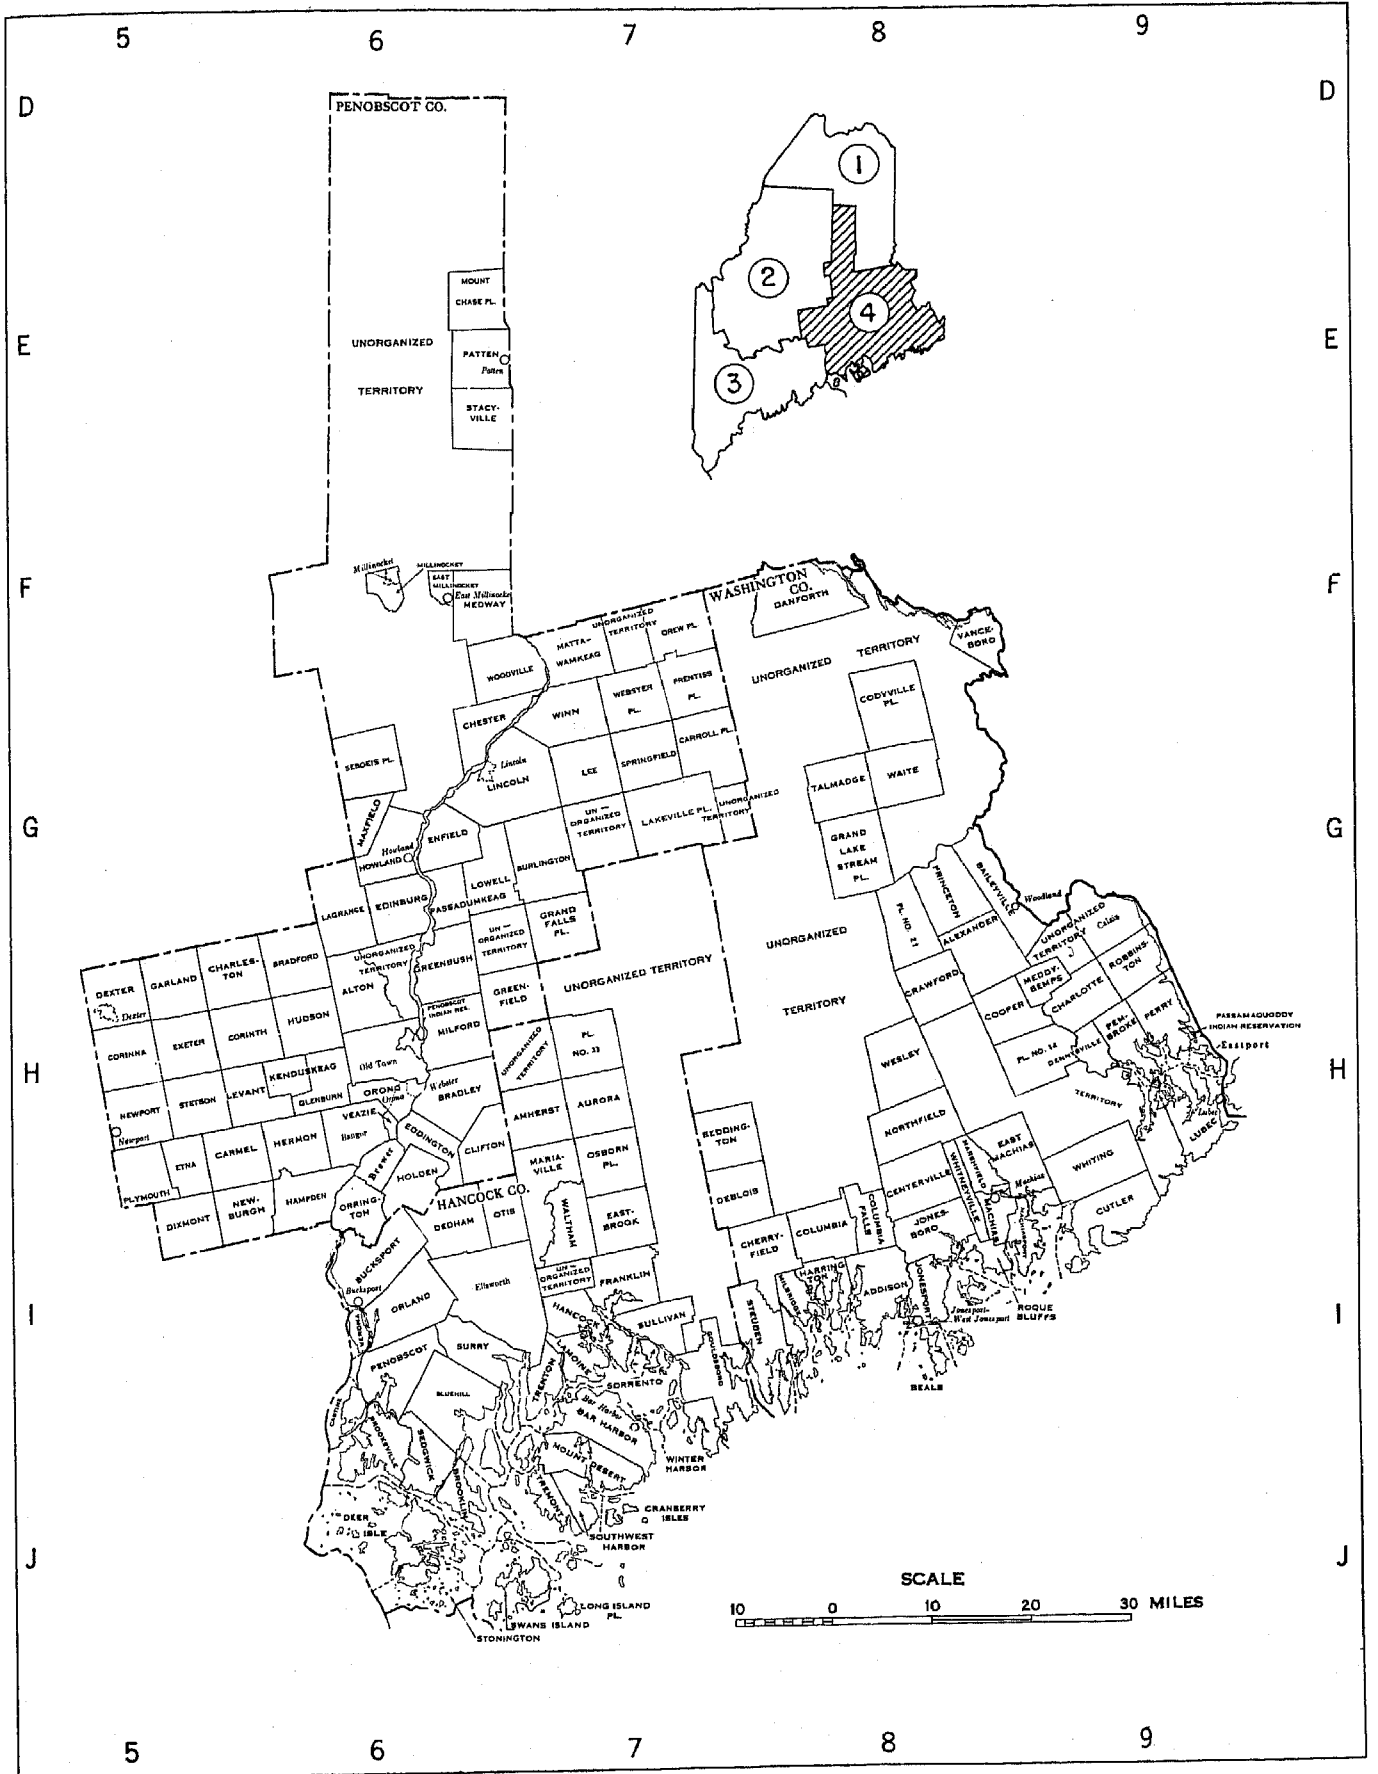 5 6 7 8 9
D D
PENOBSCOT CO.
1
2
4
3
MOUNT
CHASE PL.
E E
UNORGANIZED
TERRITORY
PATTEN
Patten
STACY-
VILLE
F F
Millinocket
MILLINOCKET
EAST
MILLINOCKET
East Millinocket
MEDWAY
WASHINGTON
CO.
DANFORTH
VANCE-
BORO
UNORGANIZED
TERRITORY
DREW PL.
MATTA-
WAMKEAG
WOODVILLE
UNORGANIZED TERRITORY
WEBSTER
PL.
PRENTISS
PL.
CODYVILLE
PL.
CHESTER
WINN
CARROLL PL.
SPRINGFIELD
LEE
Lincoln
LINCOLN
SEBOEIS PL.
TALMADGE
WAITE
G G
MAXFIELD
Howland
HOWLAND
ENFIELD
UN-
ORGANIZED
TERRITORY
LAKEVILLE PL.
UNORGANIZED
TERRITORY
GRAND
LAKE
STREAM
PL.
BURLINGTON
LOWELL
PASSADUMKEAG
EDINBURG
LAGRANGE
GRAND
FALLS
PL.
UN-
ORGANIZED
TERRITORY
PL. NO. 21
PRINCETON
BAILEYVILLE
Woodland
ALEXANDER
UNORGANIZED
TERRITORY
Calais
ROBBINS-
TON
UNORGANIZED
TERRITORY
UNORGANIZED TERRITORY
BRADFORD
CHARLES-
TON
GARLAND
DEXTER
Dexter
UNORGANIZED
TERRITORY
ALTON
GREENBUSH
GREEN-
FIELD
CRAWFORD
COOPER
MEDDY-
BEMPS
CHARLOTTE
PERRY
PEM-
BROKE
DENNYSVILLE
PL. NO. 14
PASSAMAQUODDY
INDIAN RESERVATION
Eastport
H H
CORINNA
EXETER
CORINTH
HUDSON
PENOBSCOT
INDIAN RES.
MILFORD
UNORGANIZED
TERRITORY
PL.
NO. 33
WESLEY
TERRITORY
Lubec
LUBEC
NEWPORT
Newport
STETSON
LEVANT
KENDUSKEAG
GLENBURN
Old Town
ORONO
Orono
Webster
BRADLEY
AMHERST
AURORA
BEDDING-
TON
NORTHFIELD
VEAZIE
Bangor
EDDINGTON
CLIFTON
ETNA
CARMEL
HERMON
PLYMOUTH
DIXMONT
NEW-
BURGH
HAMPDEN
Brewer
HOLDEN
ORRING-
TON
HANCOCK CO.
DEDHAM
OTIS
MARIA-
VILLE
OSBORN
PL.
WALTHAM
EAST-
BROOK
DEBLOIS
CENTERVILLE
MARSHFIELD
WHITNEYVILLE
EAST
MACHIAS
Machias
MACHIAS
MACHIASPORT
WHITING
CUTLER
CHERRY-
FIELD
COLUMBIA
COLUMBIA
FALLS
JONES-
BORO
I I
BUCKSPORT
Bucksport
VERONA
ORLAND
Ellsworth
UN-
ORGANIZED
TERRITORY
FRANKLIN
HANCOCK
SULLIVAN
GOULDSBORO
STEUBEN
MILBRIDGE
HARRING-
TON
ADDISON
JONESPORT
Jonesport-
West Jonesport
ROQUE
BLUFFS
BEALS
PENOBSCOT
SURRY
BLUEHILL
TRENTON
LAMOINE
SORRENTO
Bar Harbor
BAR HARBOR
CASTINE
BROOKSVILLE
SEDGWICK
BROOKLIN
MOUNT DESERT
TREMONT
WINTER
HARBOR
CRANBERRY
ISLES
SOUTHWEST
HARBOR
DEER
ISLE
J J
LONG ISLAND
PL.
SWANS ISLAND
STONINGTON
SCALE
10 0 10 20 30 MILES
5 6 7 8 9